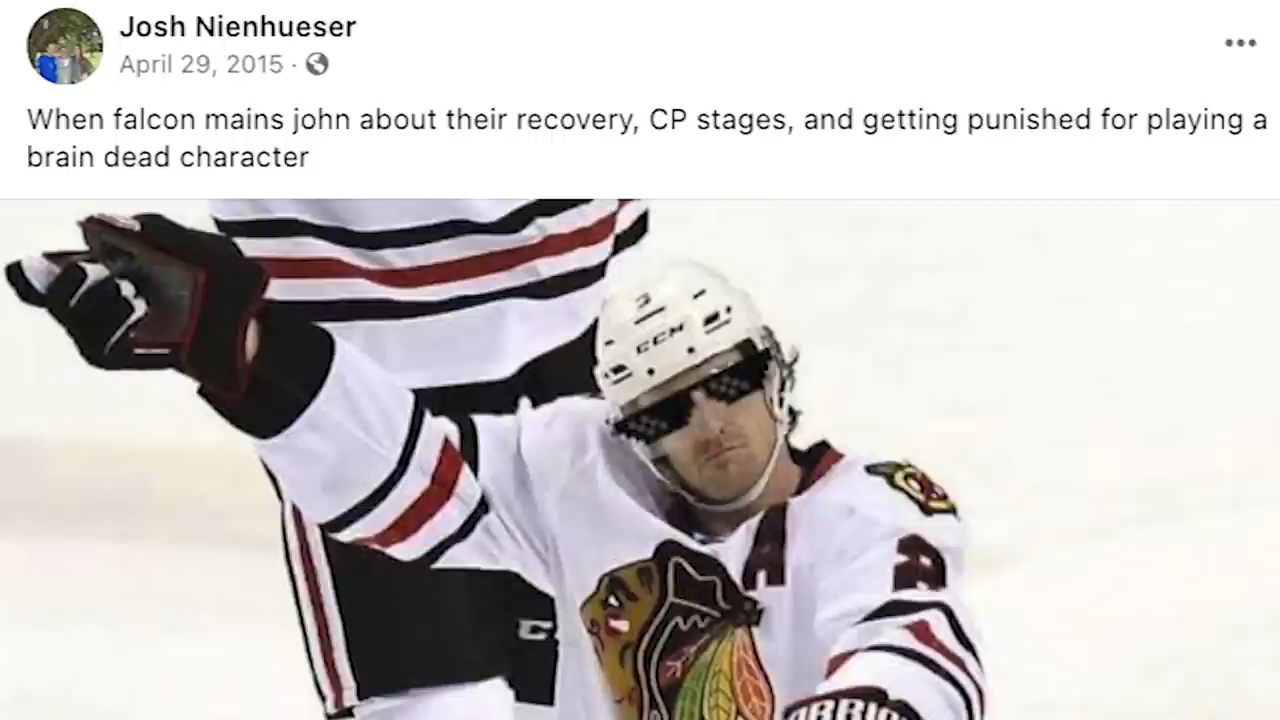 Josh Nienhueser
April 29, 2015 ·
When falcon mains john about their recovery, CP stages, and getting punished for playing a
brain dead character
CCM
A